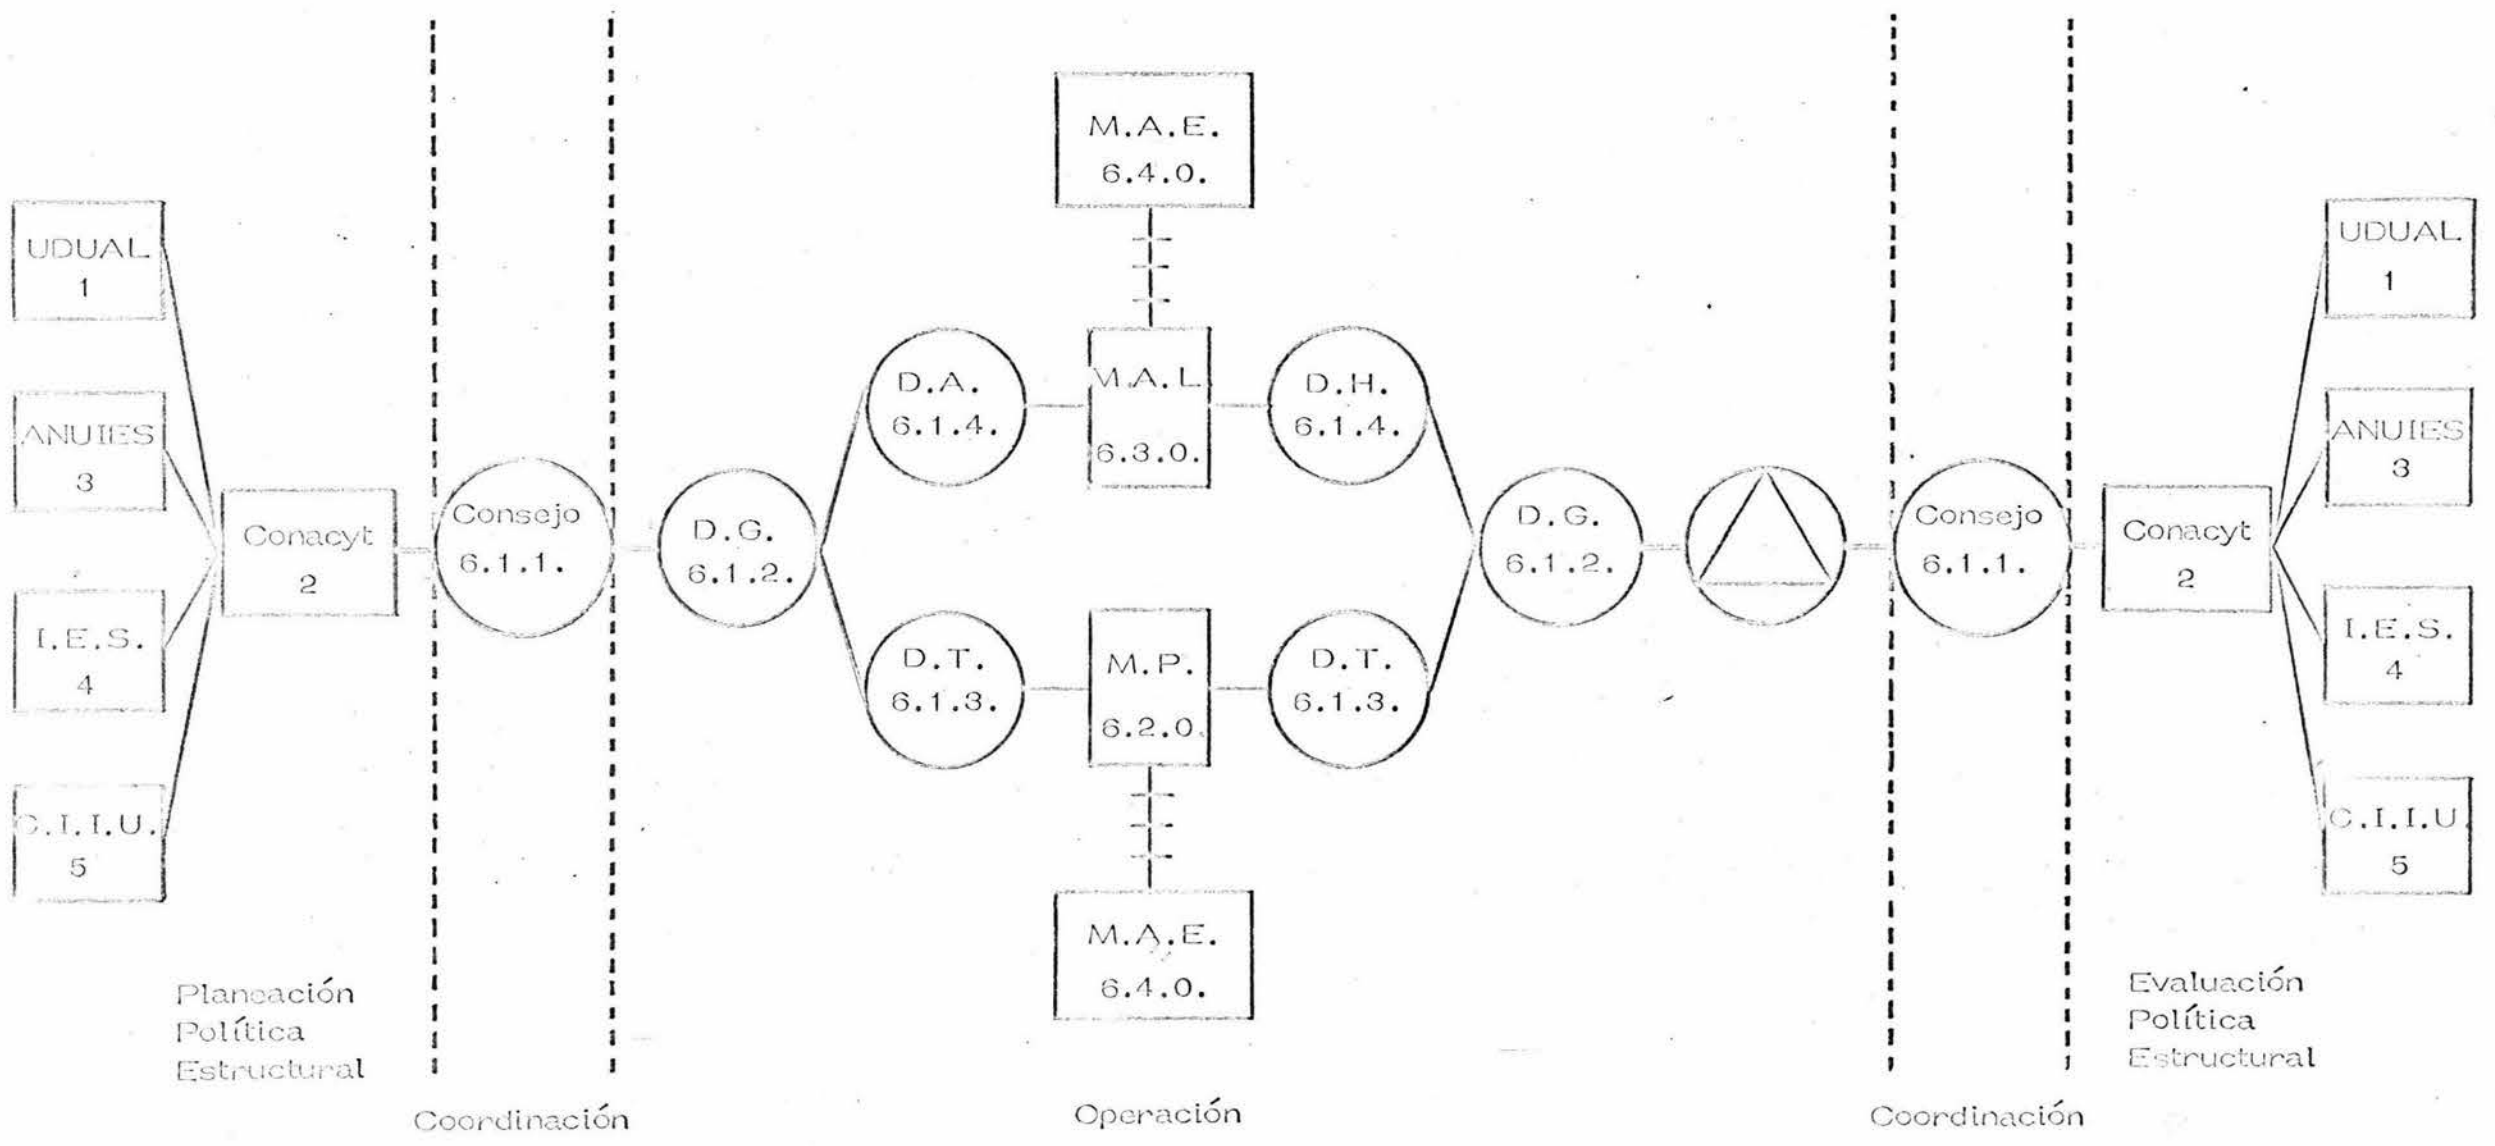 UDUAL
1
ANUIES
3
I.E.S.
4
C.I.I.U.
5
Conacyt
2
Planeación
Política
Estructural
Consejo
6.1.1.
Coordinación
D.G.
6.1.2.
D.A.
6.1.4.
D.T.
6.1.3.
M.A.E.
6.4.0.
M.A.L
6.3.0.
M.P.
6.2.0.
M.A.E.
6.4.0.
Operación
D.H.
6.1.4.
D.T.
6.1.3.
D.G.
6.1.2.
Consejo
6.1.1.
Coordinación
Conacyt
2
UDUAL
1
ANUIES
3
I.E.S.
4
C.I.I.U.
5
Evaluación
Política
Estructural